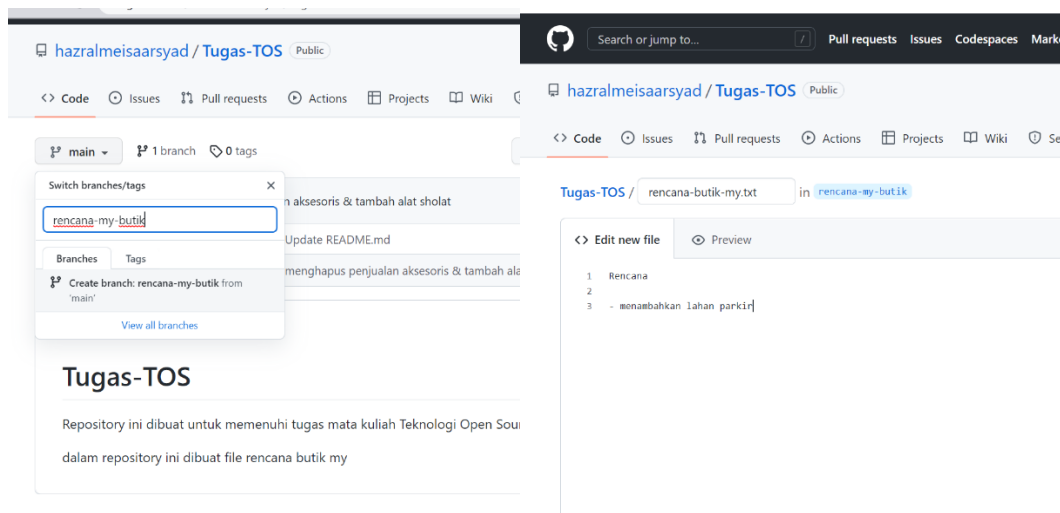 hazralmeisaarsyad / Tugas-TOS Public
<> Code Issues Pull requests Actions Projects Wiki
main 1 branch 0 tags
Switch branches/tags
n aksesoris & tambah alat sholat
rencana-my-butik
Update README.md
Branches Tags
menghapus penjualan aksesoris & tambah ala
Create branch: rencana-my-butik from
'main'
View all branches
Tugas-TOS
Repository ini dibuat untuk memenuhi tugas mata kuliah Teknologi Open Sou
dalam repository ini dibuat file rencana butik my
Search or jump to... / Pull requests Issues Codespaces Mark
hazralmeisaarsyad / Tugas-TOS Public
<> Code Issues Pull requests Actions Projects Wiki Se
Tugas-TOS / rencana-butik-my.txt in rencana-my-butik
<> Edit new file Preview
1 Rencana
2
3 - menambahkan lahan parkir